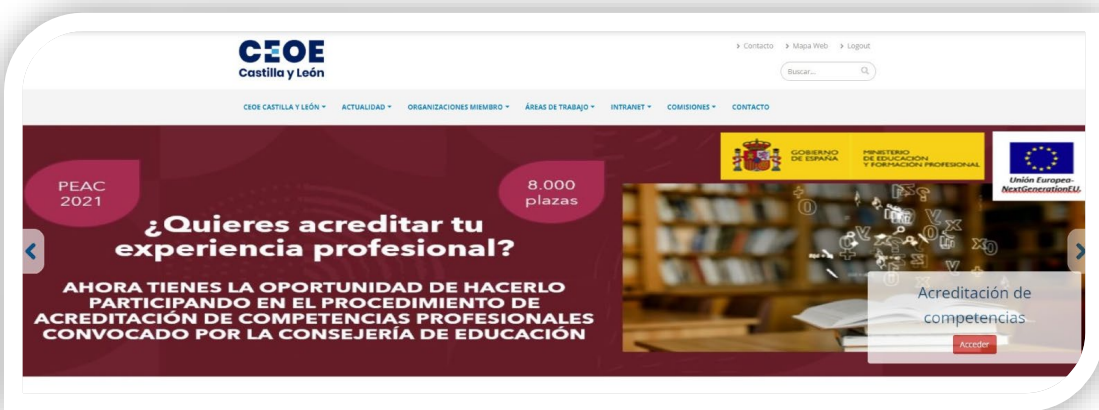 CEOE
Castilla y León
Contacto
Mapa Web
Logout
Buscar...
CEOE CASTILLA Y LEÓN
ACTUALIDAD
ORGANIZACIONES MIEMBRO
ÁREAS DE TRABAJO
INTRANET
COMISIONES
CONTACTO
PEAC
2021
8.000
plazas
¿Quieres acreditar tu
experiencia profesional?
AHORA TIENES LA OPORTUNIDAD DE HACERLO
PARTICIPANDO EN EL PROCEDIMIENTO DE
ACREDITACIÓN DE COMPETENCIAS PROFESIONALES
CONVOCADO POR LA CONSEJERÍA DE EDUCACIÓN
GOBIERNO
DE ESPAÑA
MINISTERIO
DE EDUCACIÓN
Y FORMACIÓN PROFESIONAL
Unión Europea-
NextGenerationEU
Acreditación de
competencias
Acceder